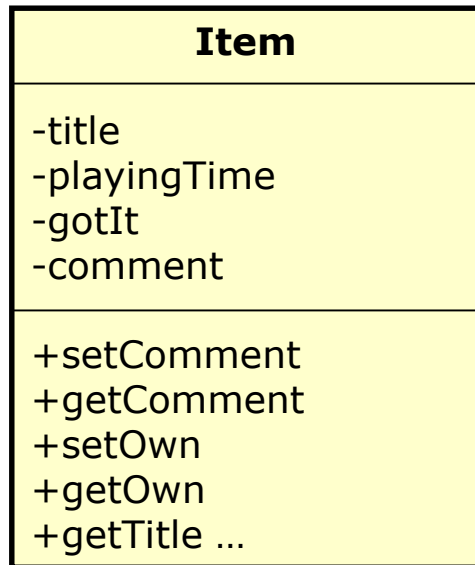 Item
-title
-playingTime
-gotIt
-comment
+setComment
+getComment
+setOwn
+getOwn
+getTitle …